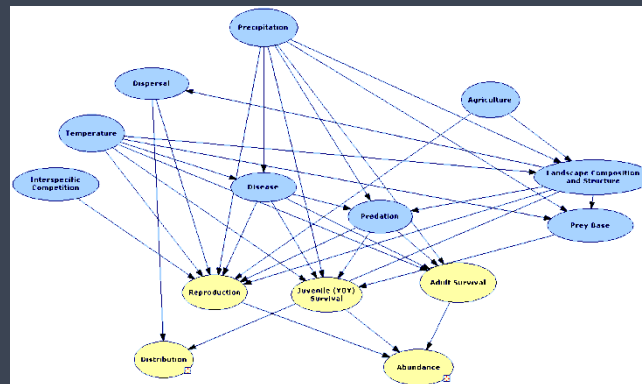 Precipitation
Dispersal
Agriculture
Temperature
Interspecific
Competition
Disease
Landscape Composition
and Structure
Predation
Prey Base
Reproduction
Juvenile (YOY)
Survival
Adult Survival
Distribution
Abundance